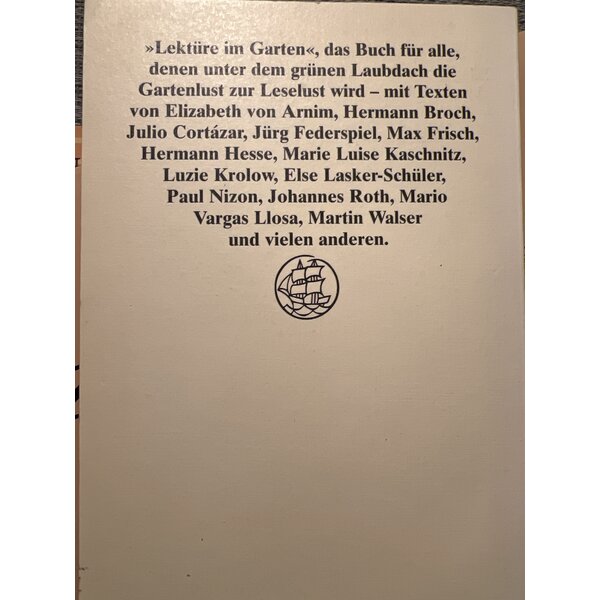 »Lektüre im Garten«, das Buch für alle,
denen unter dem grünen Laubdach die
Gartenlust zur Leselust wird – mit Texten
von Elizabeth von Arnim, Hermann Broch,
Julio Cortázar, Jürg Federspiel, Max Frisch,
Hermann Hesse, Marie Luise Kaschnitz,
Luzie Krolow, Else Lasker-Schüler,
Paul Nizon, Johannes Roth, Mario
Vargas Llosa, Martin Walser
und vielen anderen.